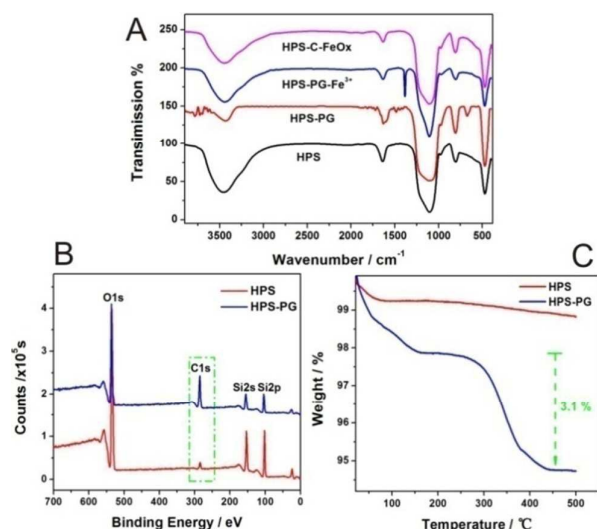 A
HPS-C-FeOx
HPS-PG-Fe³⁺
HPS-PG
HPS
Transimission %
250
200
150
100
50
0
3500 3000 2500 2000 1500 1000 500
Wavenumber / cm⁻¹
B
O1s
HPS
HPS-PG
C1s
Si2s Si2p
Counts /x10⁵s
4
3
2
1
0
700 600 500 400 300 200 100 0
Binding Energy / eV
C
HPS
HPS-PG
3.1 %
Weight / %
99
98
97
96
95
100 200 300 400 500
Temperature / ℃